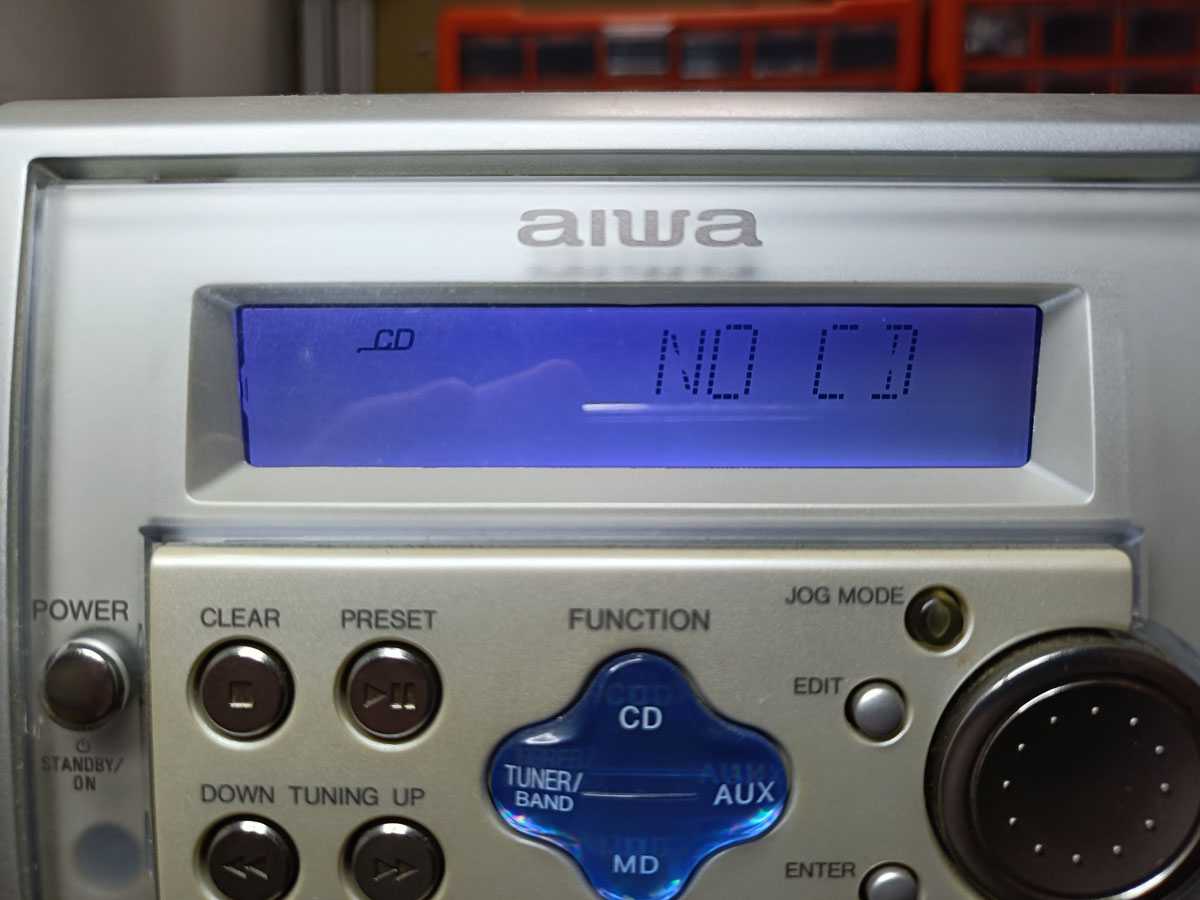 aiwa
CD
NO CD
POWER
STANDBY/
ON
CLEAR
PRESET
DOWN TUNING UP
FUNCTION
CD
TUNER/
BAND
AUX
MD
JOG MODE
EDIT
ENTER